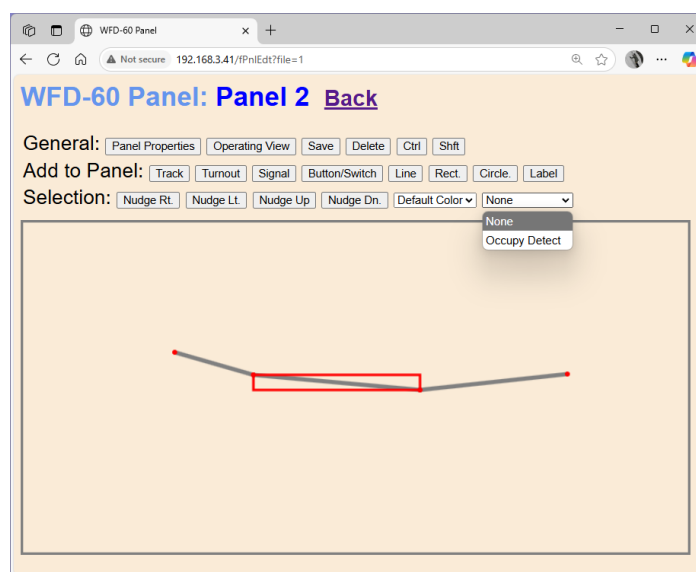 WFD-60 Panel
Not secure 192.168.3.41/fPnlEdt?file=1
WFD-60 Panel: Panel 2 Back
General: Panel Properties Operating View Save Delete Ctrl Shft
Add to Panel: Track Turnout Signal Button/Switch Line Rect. Circle. Label
Selection: Nudge Rt. Nudge Lt. Nudge Up Nudge Dn. Default Color None
None
Occupy Detect